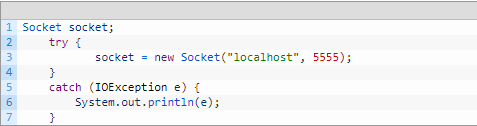 1 Socket socket;
2 try {
3 socket = new Socket("localhost", 5555);
4 }
5 catch (IOException e) {
6 System.out.println(e);
7 }